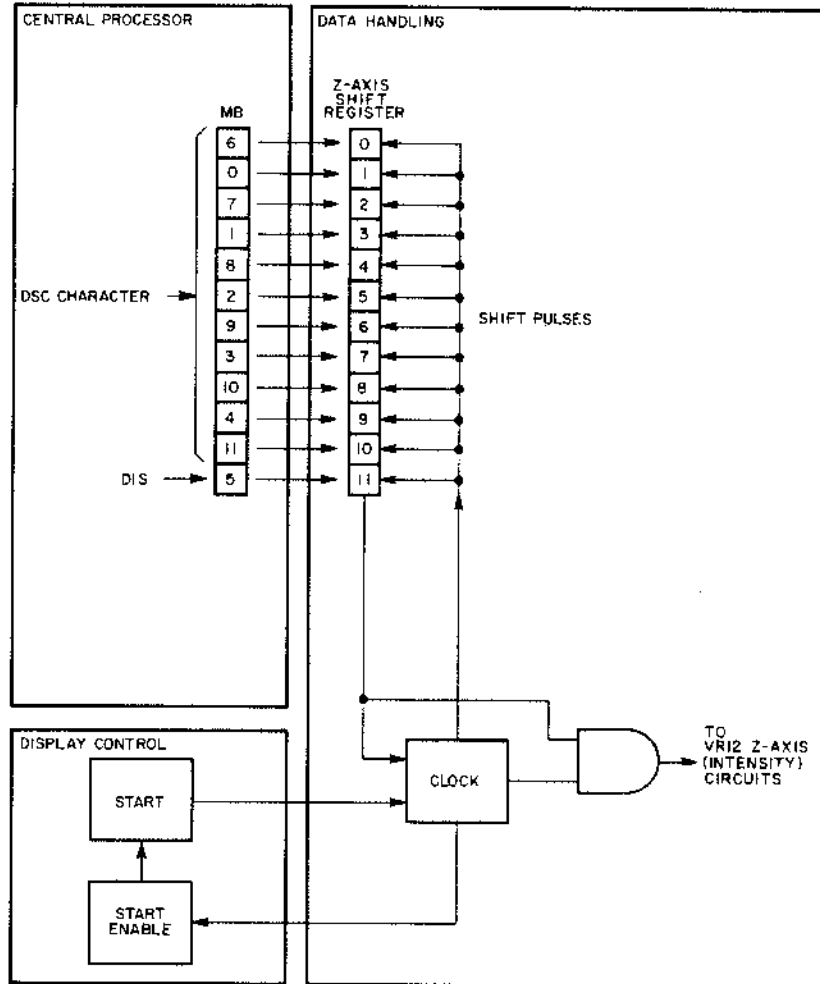 CENTRAL PROCESSOR
DATA HANDLING
MB
Z-AXIS
SHIFT
REGISTER
6
0
0
1
7
2
1
3
8
4
2
5
9
6
3
7
10
8
4
9
11
10
5
11
DSC CHARACTER
DIS
SHIFT PULSES
DISPLAY CONTROL
START
START
ENABLE
CLOCK
TO
VR12 Z-AXIS
(INTENSITY)
CIRCUITS